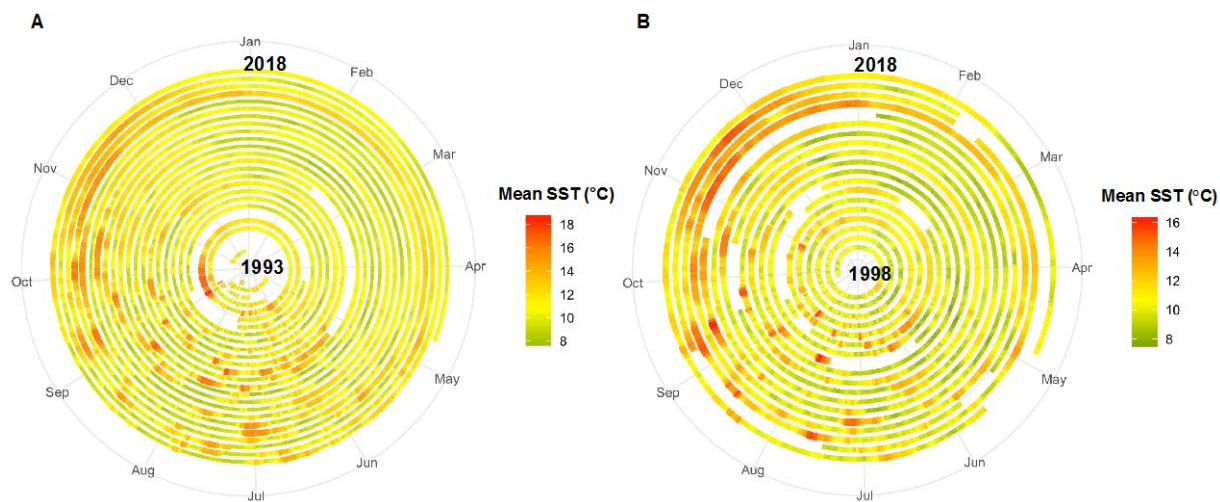 A
Jan
2018
Feb
Mar
Apr
May
Jun
Jul
Aug
Sep
Oct
Nov
Dec
1993
Mean SST (°C)
18
16
14
12
10
8
B
Jan
2018
Feb
Mar
Apr
May
Jun
Jul
Aug
Sep
Oct
Nov
Dec
1998
Mean SST (°C)
16
14
12
10
8